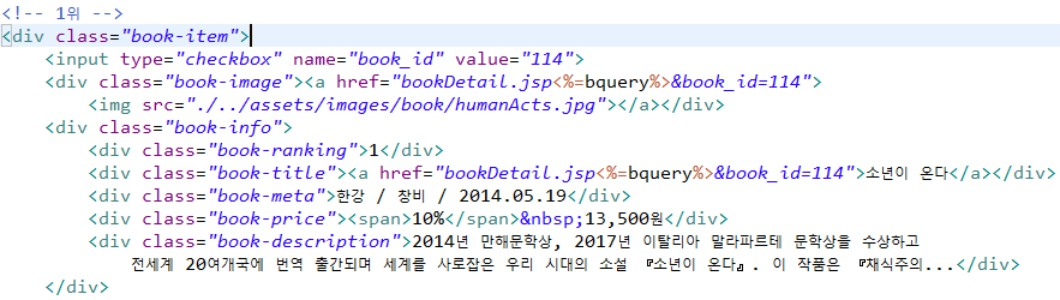 <!-- 1위 -->
<div class="book-item">
<input type="checkbox" name="book_id" value="114">
<div class="book-image"><a href="bookDetail.jsp<%=bquery%>&book_id=114">
<img src="./../assets/images/book/humanActs.jpg"></a></div>
<div class="book-info">
<div class="book-ranking">1</div>
<div class="book-title"><a href="bookDetail.jsp<%=bquery%>&book_id=114">소년이 온다</a></div>
<div class="book-meta">한강 / 창비 / 2014.05.19</div>
<div class="book-price"><span>10%</span>&nbsp;13,500원</div>
<div class="book-description">2014년 만해문학상, 2017년 이탈리아 말라파르테 문학상을 수상하고
전세계 20여개국에 번역 출간되며 세계를 사로잡은 우리 시대의 소설 『소년이 온다』. 이 작품은 『채식주의...</div>
</div>